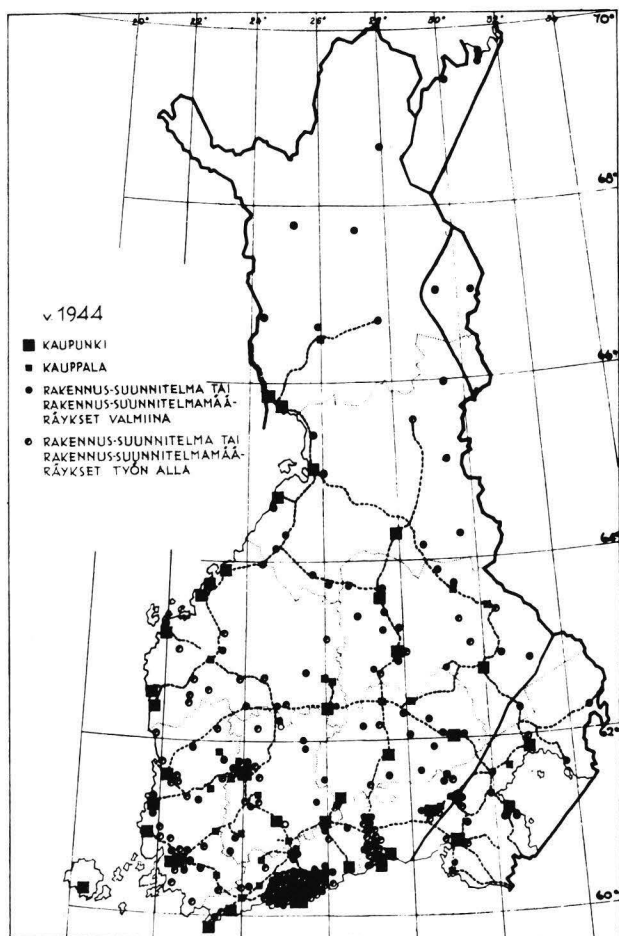 20° 22 24 26 28 30 32 34 70°
68°
66°
64°
62°
60°
v. 1944
KAUPUNKI
KAUPPALA
RAKENNUS-SUUNNITELMA TAI
RAKENNUS-SUUNNITELMAMÄÄ-
RÄYKSET VALMIINA
RAKENNUS-SUUNNITELMA TAI
RAKENNUS-SUUNNITELMAMÄÄ-
RÄYKSET TYÖN ALLA